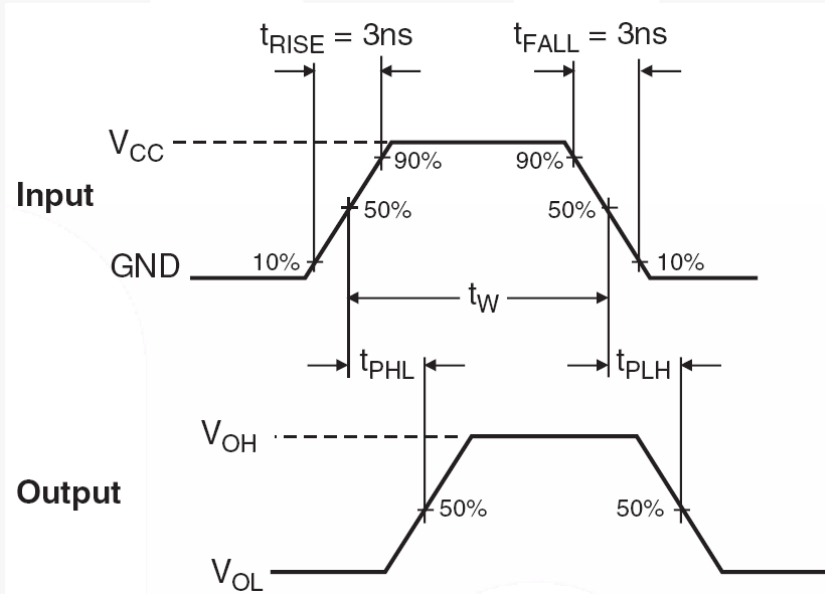 tRISE = 3ns tFALL = 3ns
VCC
90% 90%
Input
50% 50%
GND 10% 10%
tW
tPHL tPLH
VOH
Output
50% 50%
VOL